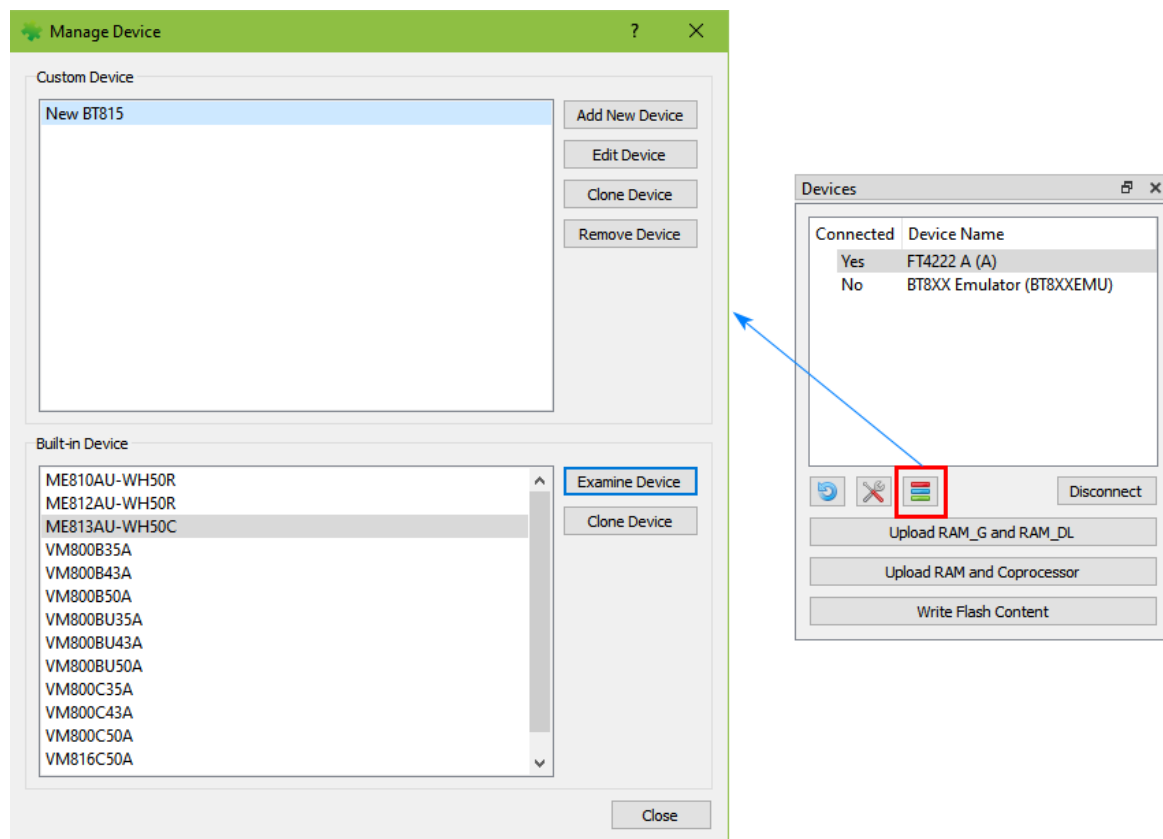 Manage Device
?
Custom Device
New BT815
Add New Device
Edit Device
Clone Device
Remove Device
Built-in Device
ME810AU-WH50R
ME812AU-WH50R
ME813AU-WH50C
VM800B35A
VM800B43A
VM800B50A
VM800BU35A
VM800BU43A
VM800BU50A
VM800C35A
VM800C43A
VM800C50A
VM816C50A
Examine Device
Clone Device
Close
Devices
Connected Device Name
Yes FT4222 A (A)
No BT8XX Emulator (BT8XXEMU)
Disconnect
Upload RAM_G and RAM_DL
Upload RAM and Coprocessor
Write Flash Content